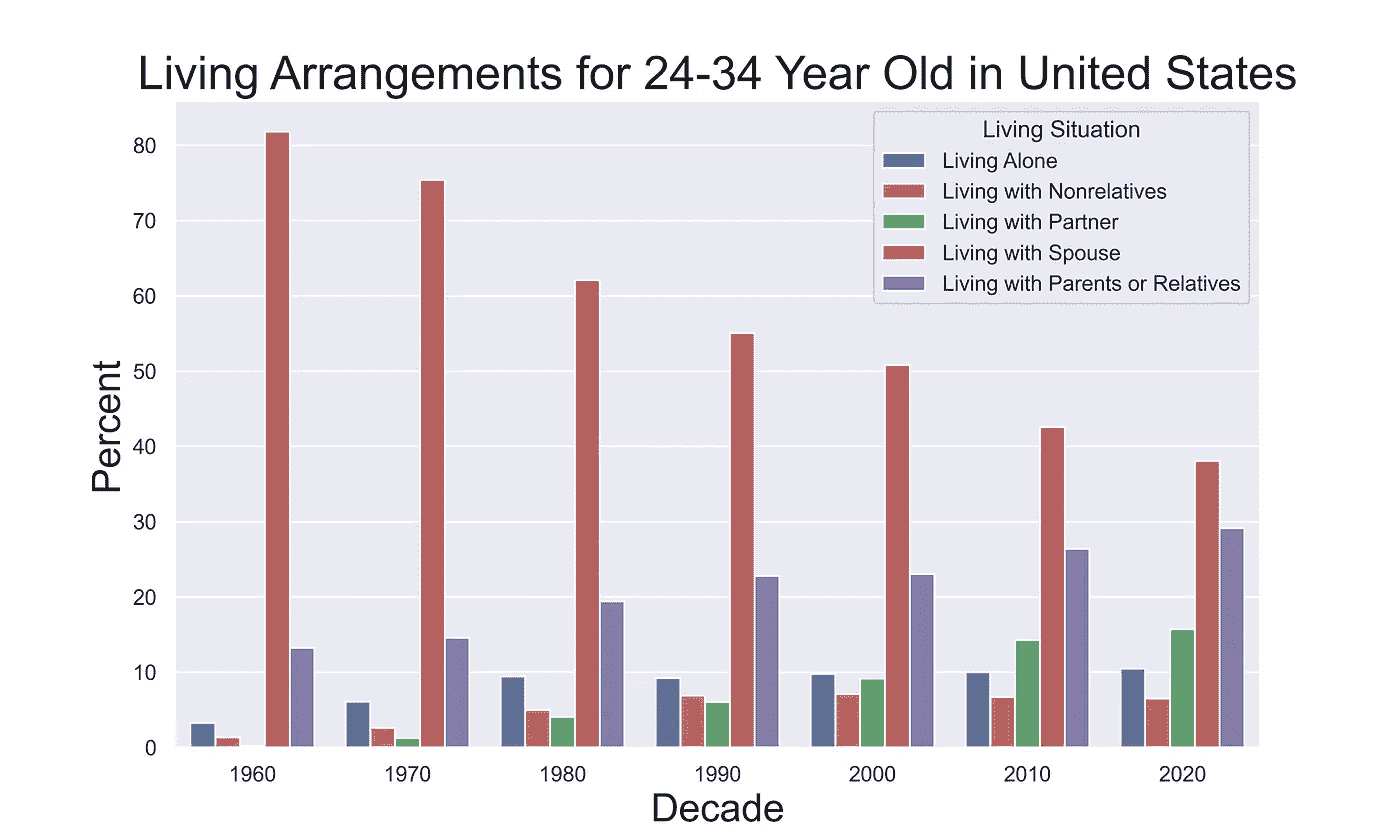 Living Arrangements for 24-34 Year Old in United States
Living Situation
Living Alone
Living with Nonrelatives
Living with Partner
Living with Spouse
Living with Parents or Relatives
Percent
80
70
60
50
40
30
20
10
0
1960 1970 1980 1990 2000 2010 2020
Decade